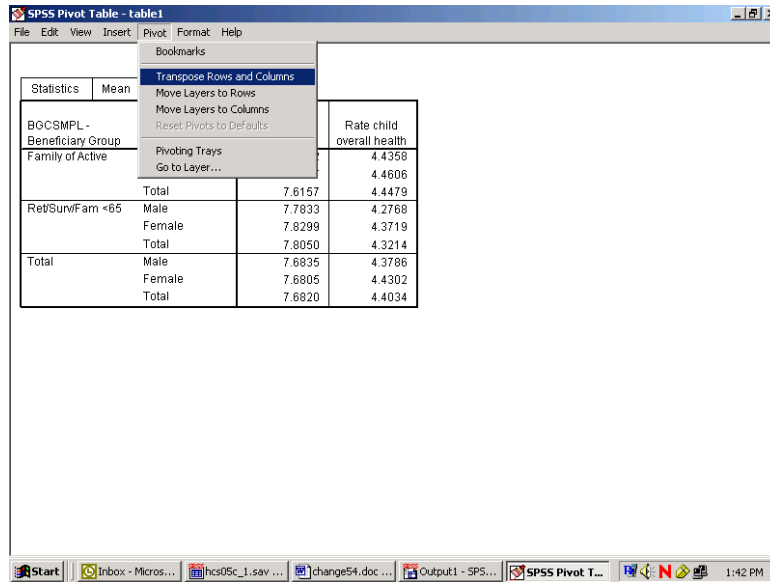 SPSS Pivot Table - table1
File Edit View Insert Pivot Format Help
Bookmarks
Transpose Rows and Columns
Move Layers to Rows
Move Layers to Columns
Reset Pivots to Defaults
Pivoting Trays
Go to Layer...
Statistics Mean
BGCSMPL - Rate child
Beneficiary Group overall health
Family of Active 4.4358
4.4606
Total 7.6157 4.4479
Ret/Surv/Fam <65 Male 7.7833 4.2768
Female 7.8299 4.3719
Total 7.8050 4.3214
Total Male 7.6835 4.3786
Female 7.6805 4.4302
Total 7.6820 4.4034
Start Inbox - Micros... hcs05c_1.sav ... change54.doc ... Output1 - SPS... SPSS Pivot T... N 1:42 PM